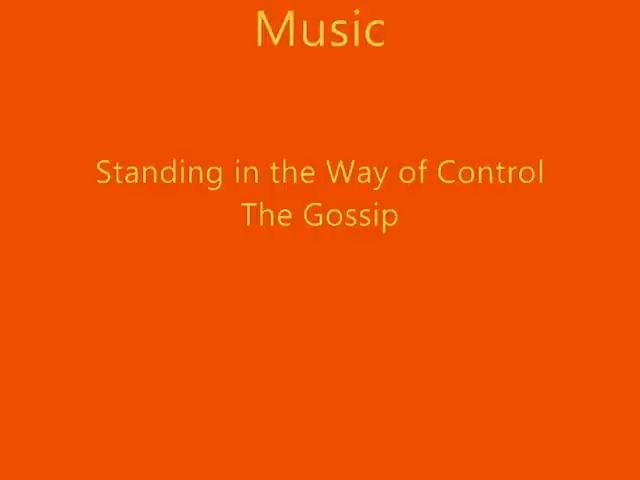 Music
Standing in the Way of Control
The Gossip